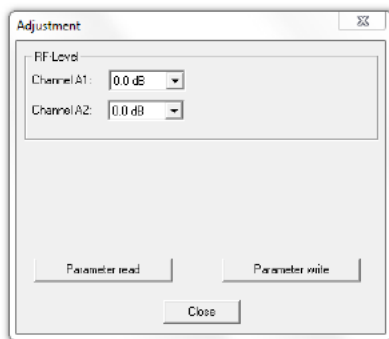 Adjustment
RF-Level
Channel A1: 0.0 dB
Channel A2: 0.0 dB
Parameter read Parameter write
Close